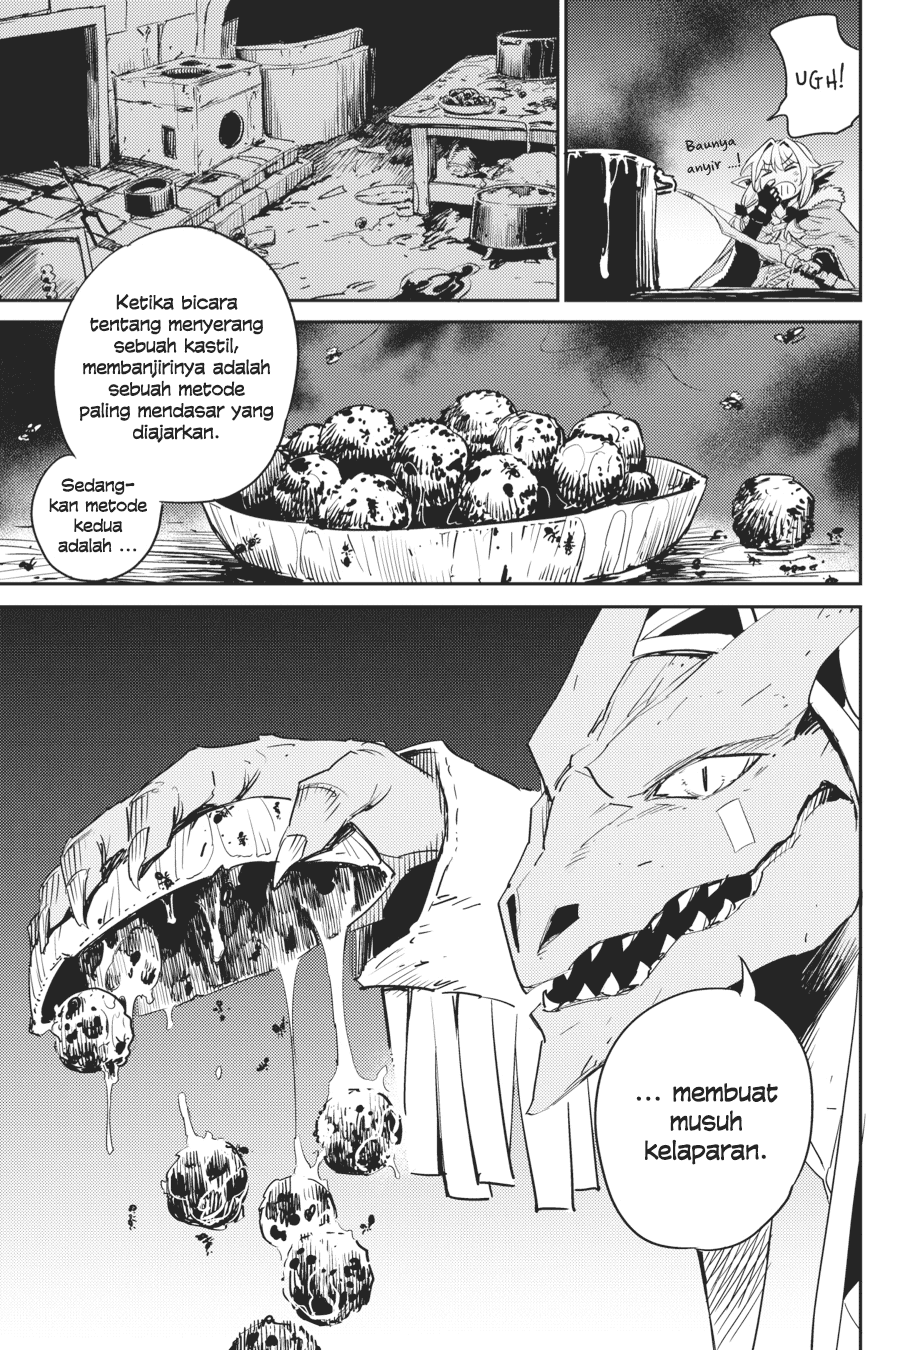 UGH!
Baunya
anyir ...!
Ketika bicara
tentang menyerang
sebuah kastil,
membanjirinya adalah
sebuah metode
paling mendasar yang
diajarkan.
Sedang-
kan metode
kedua
adalah ...
... membuat
musuh
kelaparan.